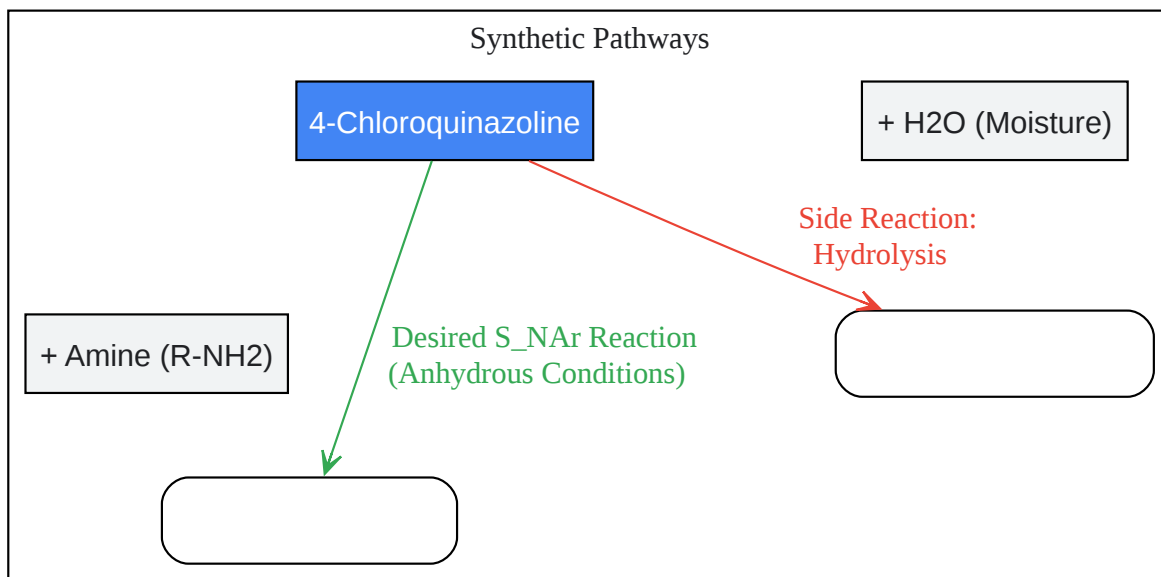 Synthetic Pathways
4-Chloroquinazoline
+ H2O (Moisture)
Side Reaction:
Hydrolysis
+ Amine (R-NH2)
Desired S_NAr Reaction
(Anhydrous Conditions)